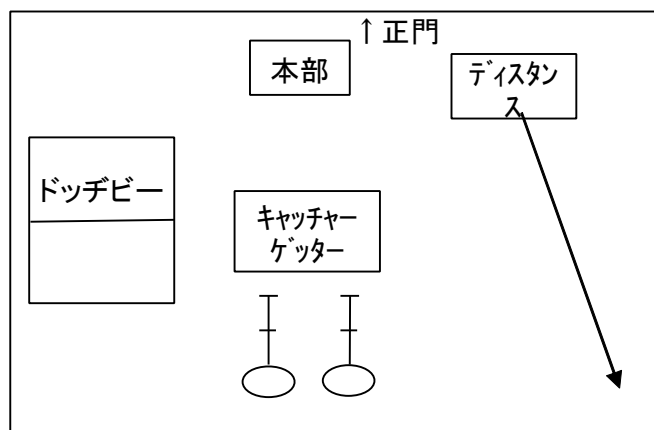 ↑正門
本部
ディスタン
ス
ドッヂビー
キャッチャー
ゲッター